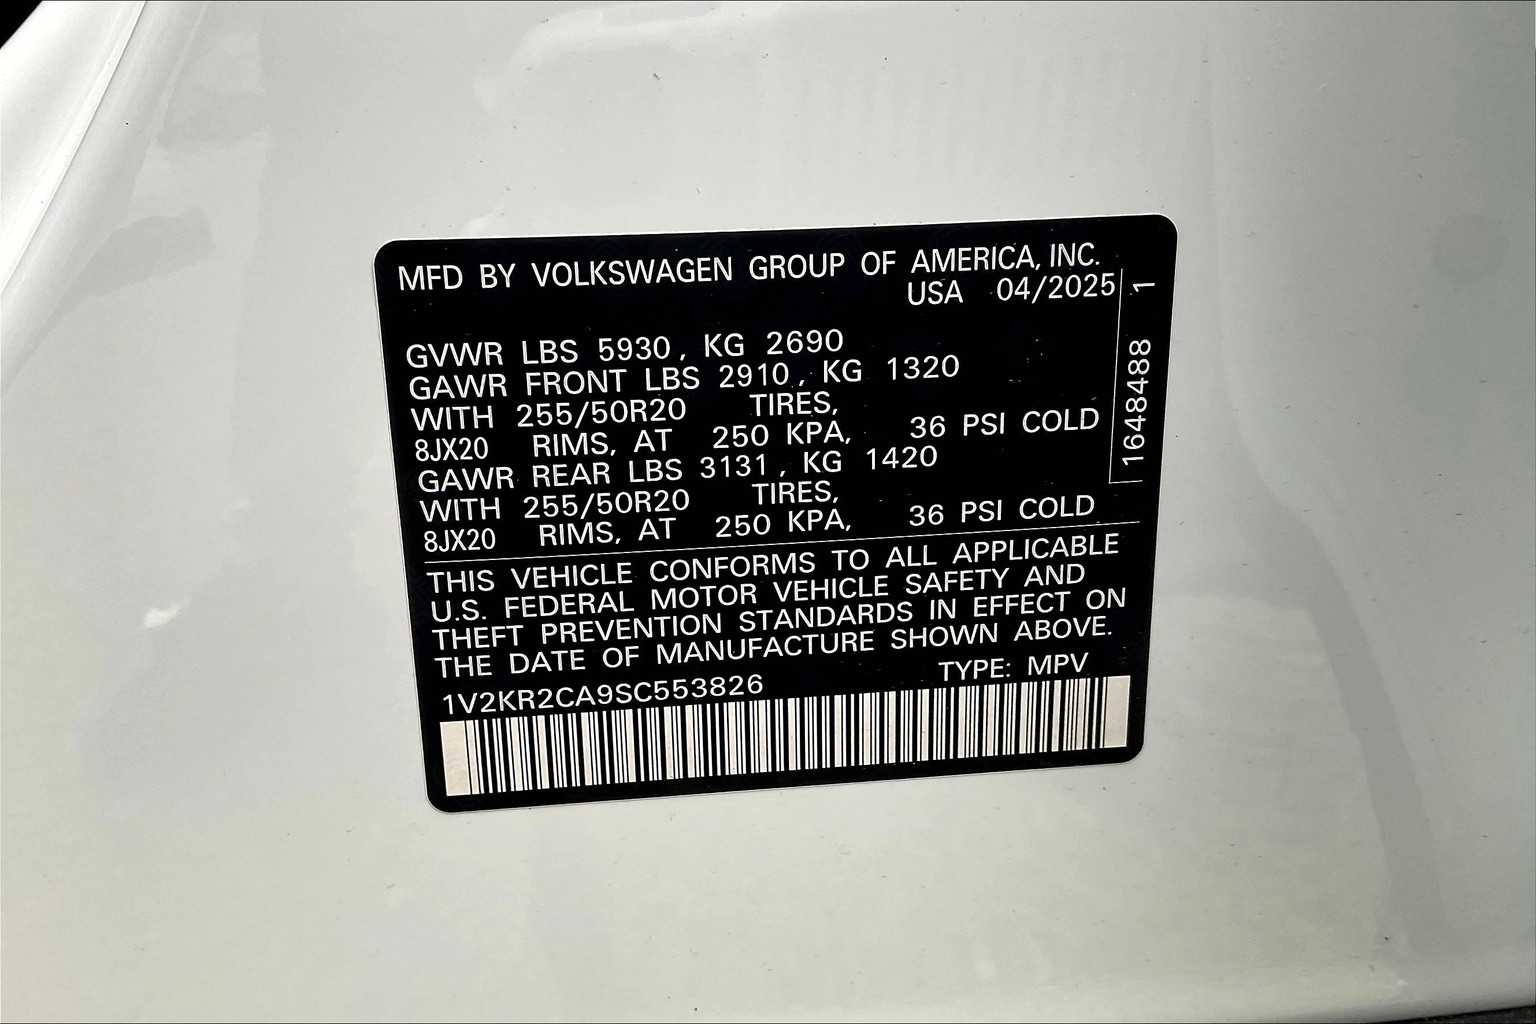 MFD BY VOLKSWAGEN GROUP OF AMERICA, INC.
USA 04/2025
GVWR LBS 5930, KG 2690
GAWR FRONT LBS 2910, KG 1320
WITH 255/50R20 TIRES,
8JX20 RIMS, AT 250 KPA, 36 PSI COLD
GAWR REAR LBS 3131, KG 1420
WITH 255/50R20 TIRES,
8JX20 RIMS, AT 250 KPA, 36 PSI COLD
1648488 1
THIS VEHICLE CONFORMS TO ALL APPLICABLE
U.S. FEDERAL MOTOR VEHICLE SAFETY AND
THEFT PREVENTION STANDARDS IN EFFECT ON
THE DATE OF MANUFACTURE SHOWN ABOVE.
1V2KR2CA9SC553826 TYPE: MPV